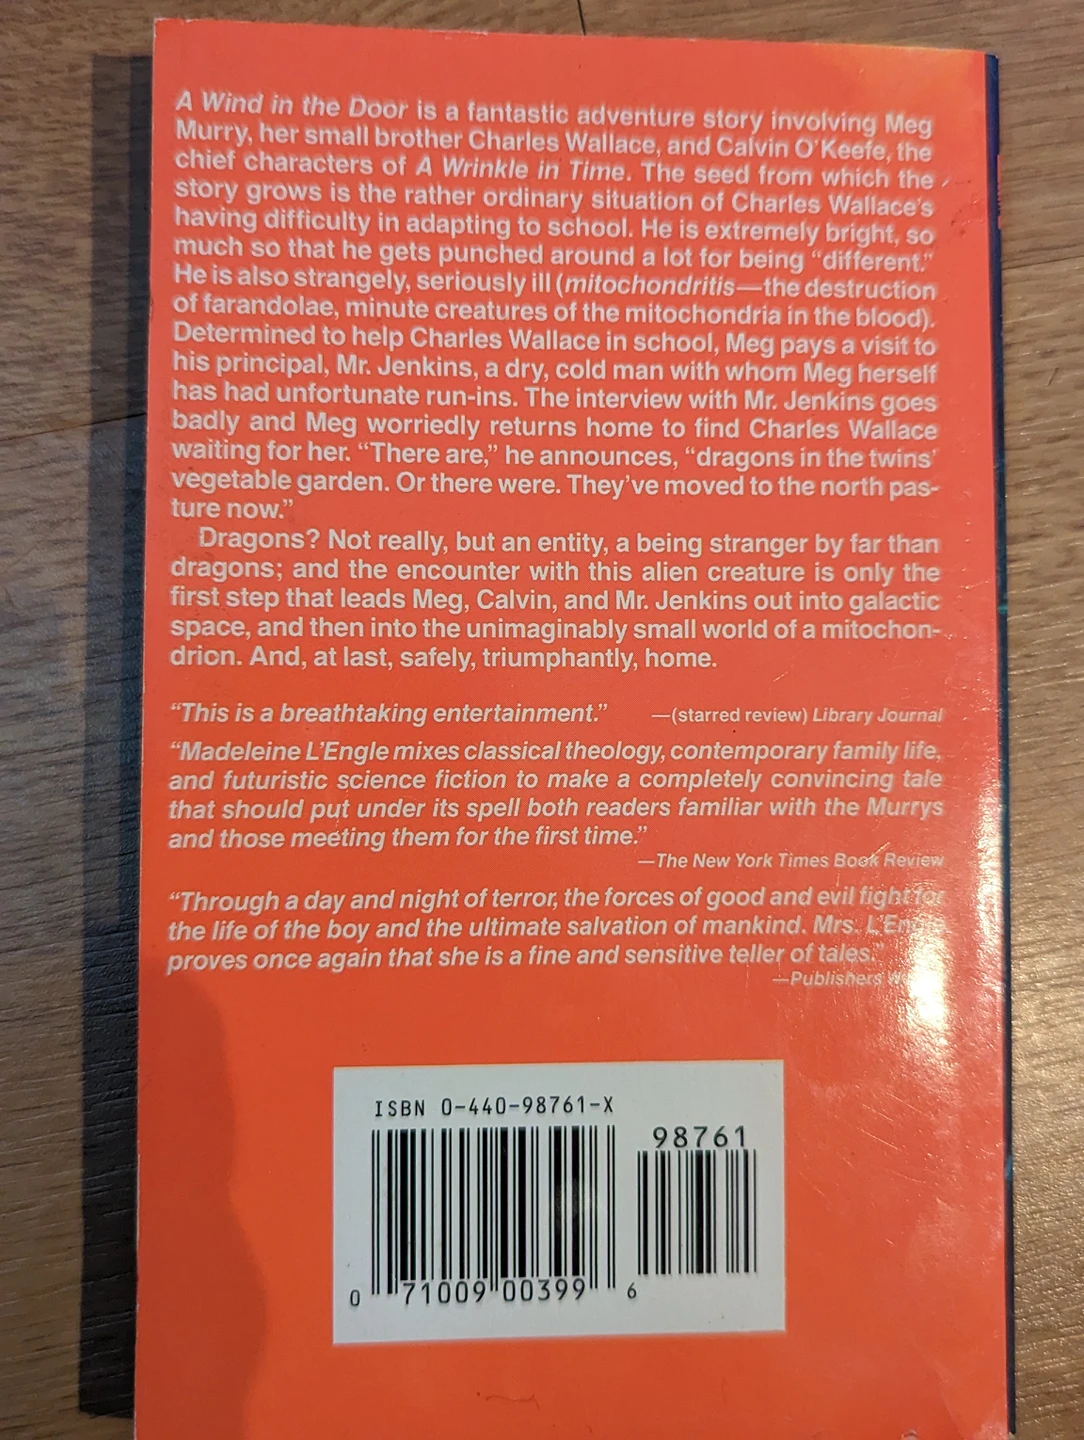 A Wind in the Door is a fantastic adventure story involving Meg
Murry, her small brother Charles Wallace, and Calvin O'Keefe, the
chief characters of A Wrinkle in Time. The seed from which the
story grows is the rather ordinary situation of Charles Wallace's
having difficulty in adapting to school. He is extremely bright, so
much so that he gets punched around a lot for being “different.”
He is also strangely, seriously ill (mitochondritis—the destruction
of farandolae, minute creatures of the mitochondria in the blood).
Determined to help Charles Wallace in school, Meg pays a visit to
his principal, Mr. Jenkins, a dry, cold man with whom Meg herself
has had unfortunate run-ins. The interview with Mr. Jenkins goes
badly and Meg worriedly returns home to find Charles Wallace
waiting for her. “There are,” he announces, “dragons in the twins'
vegetable garden. Or there were. They've moved to the north pas-
ture now.”
Dragons? Not really, but an entity, a being stranger by far than
dragons; and the encounter with this alien creature is only the
first step that leads Meg, Calvin, and Mr. Jenkins out into galactic
space, and then into the unimaginably small world of a mitochon-
drion. And, at last, safely, triumphantly, home.
“This is a breathtaking entertainment.” —(starred review) Library Journal
“Madeleine L'Engle mixes classical theology, contemporary family life,
and futuristic science fiction to make a completely convincing tale
that should put under its spell both readers familiar with the Murrys
and those meeting them for the first time.”
—The New York Times Book Review
“Through a day and night of terror, the forces of good and evil fight for
the life of the boy and the ultimate salvation of mankind. Mrs. L'Engle
proves once again that she is a fine and sensitive teller of tales.”
—Publishers
ISBN 0-440-98761-X
98761
0 71009 00399 6